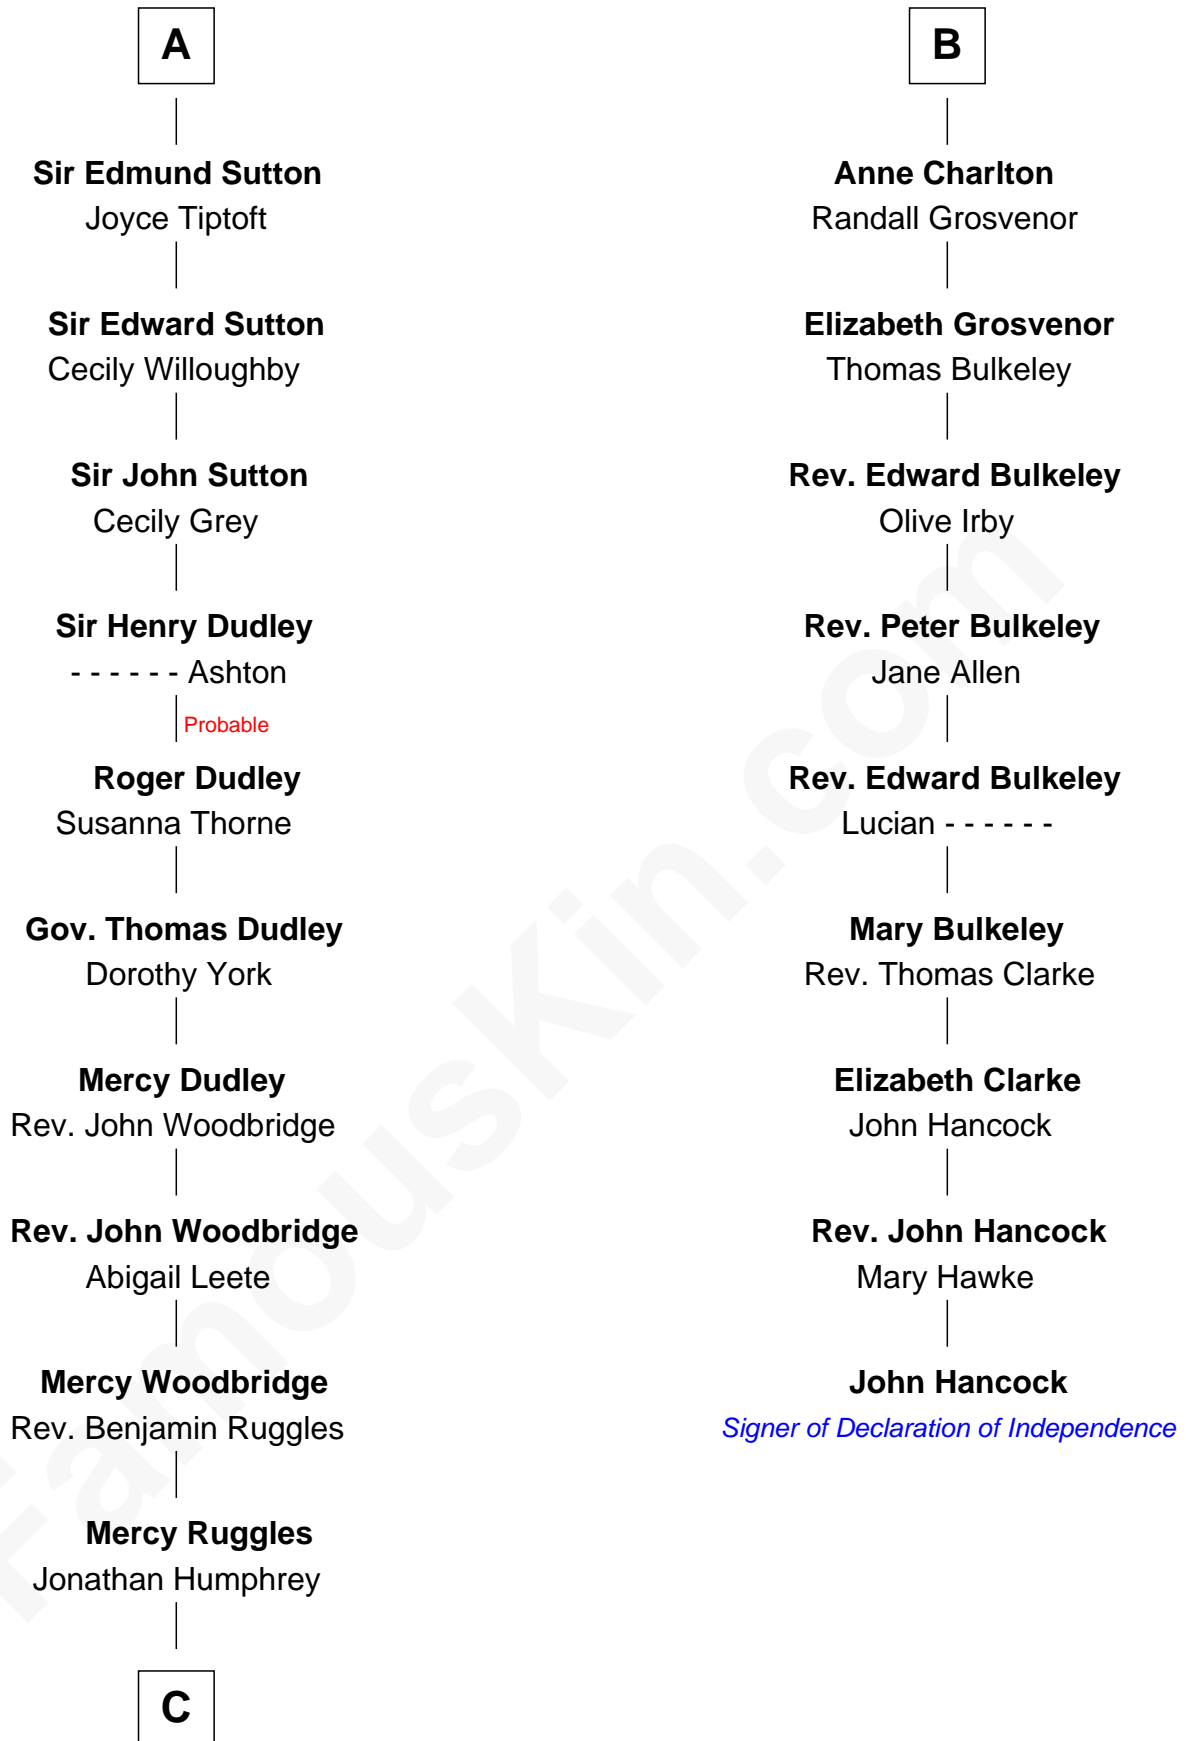 A
Sir Edmund Sutton
Joyce Tiptoft
Sir Edward Sutton
Cecily Willoughby
Sir John Sutton
Cecily Grey
Sir Henry Dudley
- - - - - - Ashton
Probable
Roger Dudley
Susanna Thorne
Gov. Thomas Dudley
Dorothy York
Mercy Dudley
Rev. John Woodbridge
Rev. John Woodbridge
Abigail Leete
Mercy Woodbridge
Rev. Benjamin Ruggles
Mercy Ruggles
Jonathan Humphrey
C
B
Anne Charlton
Randall Grosvenor
Elizabeth Grosvenor
Thomas Bulkeley
Rev. Edward Bulkeley
Olive Irby
Rev. Peter Bulkeley
Jane Allen
Rev. Edward Bulkeley
Lucian - - - - - -
Mary Bulkeley
Rev. Thomas Clarke
Elizabeth Clarke
John Hancock
Rev. John Hancock
Mary Hawke
John Hancock
Signer of Declaration of Independence
FamousKin.com